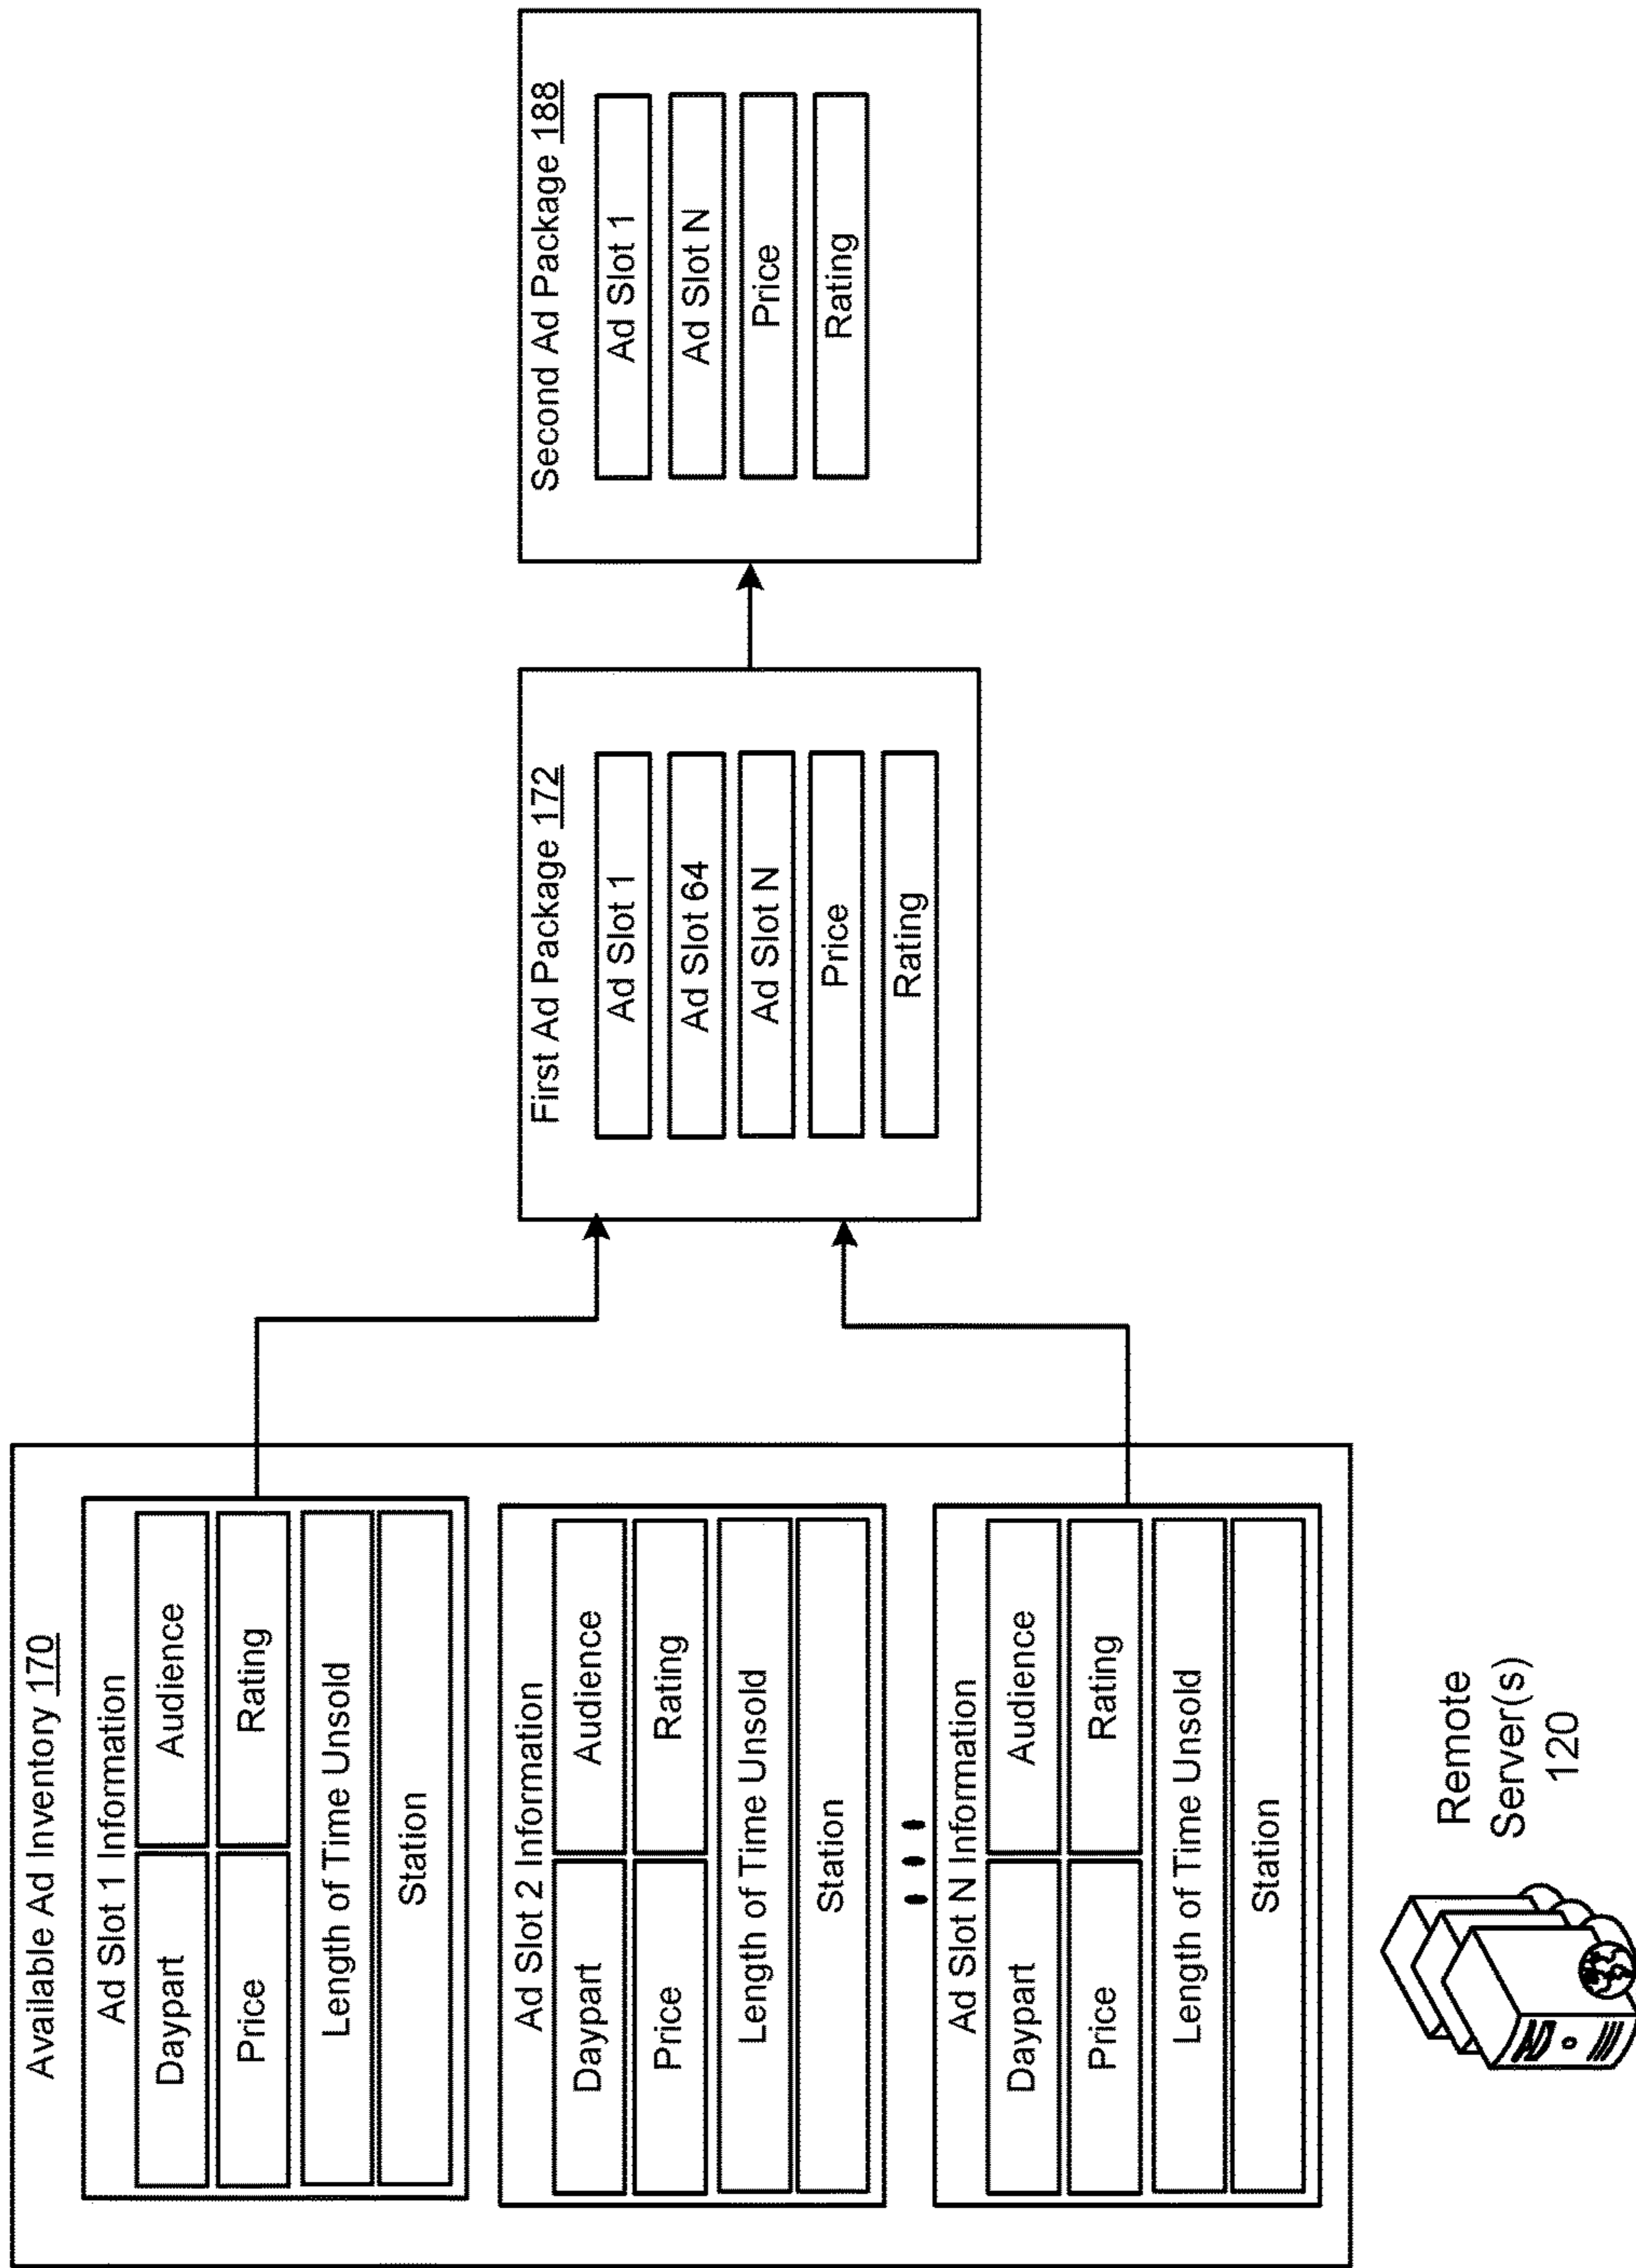 Available Ad Inventory 170
Ad Slot 1 Information
Daypart
Audience
Price
Rating
Length of Time Unsold
Station
Ad Slot 2 Information
Daypart
Audience
Price
Rating
Length of Time Unsold
Station
Ad Slot N Information
Daypart
Audience
Price
Rating
Length of Time Unsold
Station
Remote
Server(s)
120
First Ad Package 172
Ad Slot 1
Ad Slot 64
Ad Slot N
Price
Rating
Second Ad Package 188
Ad Slot 1
Ad Slot N
Price
Rating